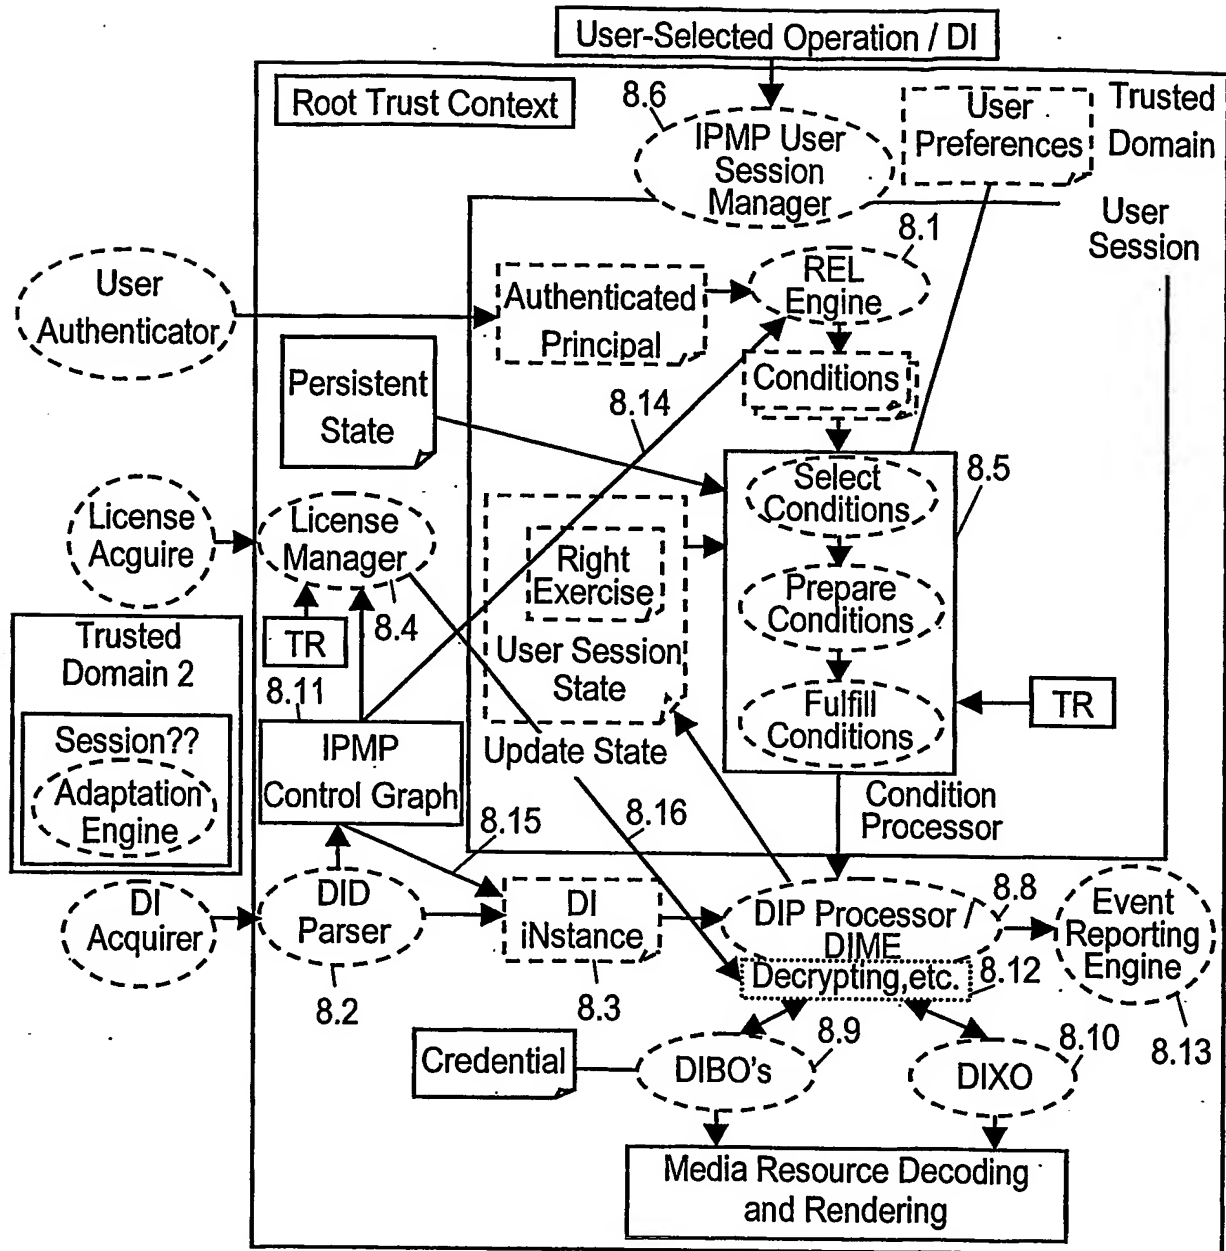 User-Selected Operation / DI
Root Trust Context
8.6
IPMP User
Session
Manager
User
Preferences
Trusted
Domain
User
Session
User
Authenticator
Authenticated
Principal
8.1
REL
Engine
Persistent
State
8.14
Conditions
8.5
Select
Conditions
License
Acguire
License
Manager
8.4
Right
Exercise
User Session
State
Prepare
Conditions
Fulfill
Conditions
TR
TR
Trusted
Domain 2
Session??
Adaptation
Engine
8.11
IPMP
Control Graph
Update State
8.15
8.16
Condition
Processor
DI
Acquirer
DID
Parser
8.2
DI
iNstance
8.3
DIP Processor
DIME
Decrypting,etc.
8.8
8.12
Event
Reporting
Engine
8.13
Credential
DIBO's
8.9
DIXO
8.10
Media Resource Decoding
and Rendering